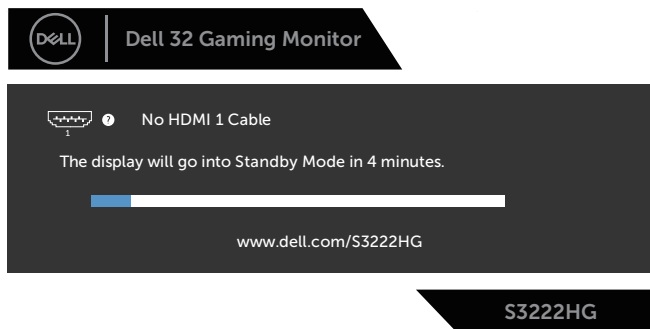 DELL
Dell 32 Gaming Monitor
? No HDMI 1 Cable
1
The display will go into Standby Mode in 4 minutes.
www.dell.com/S3222HG
S3222HG